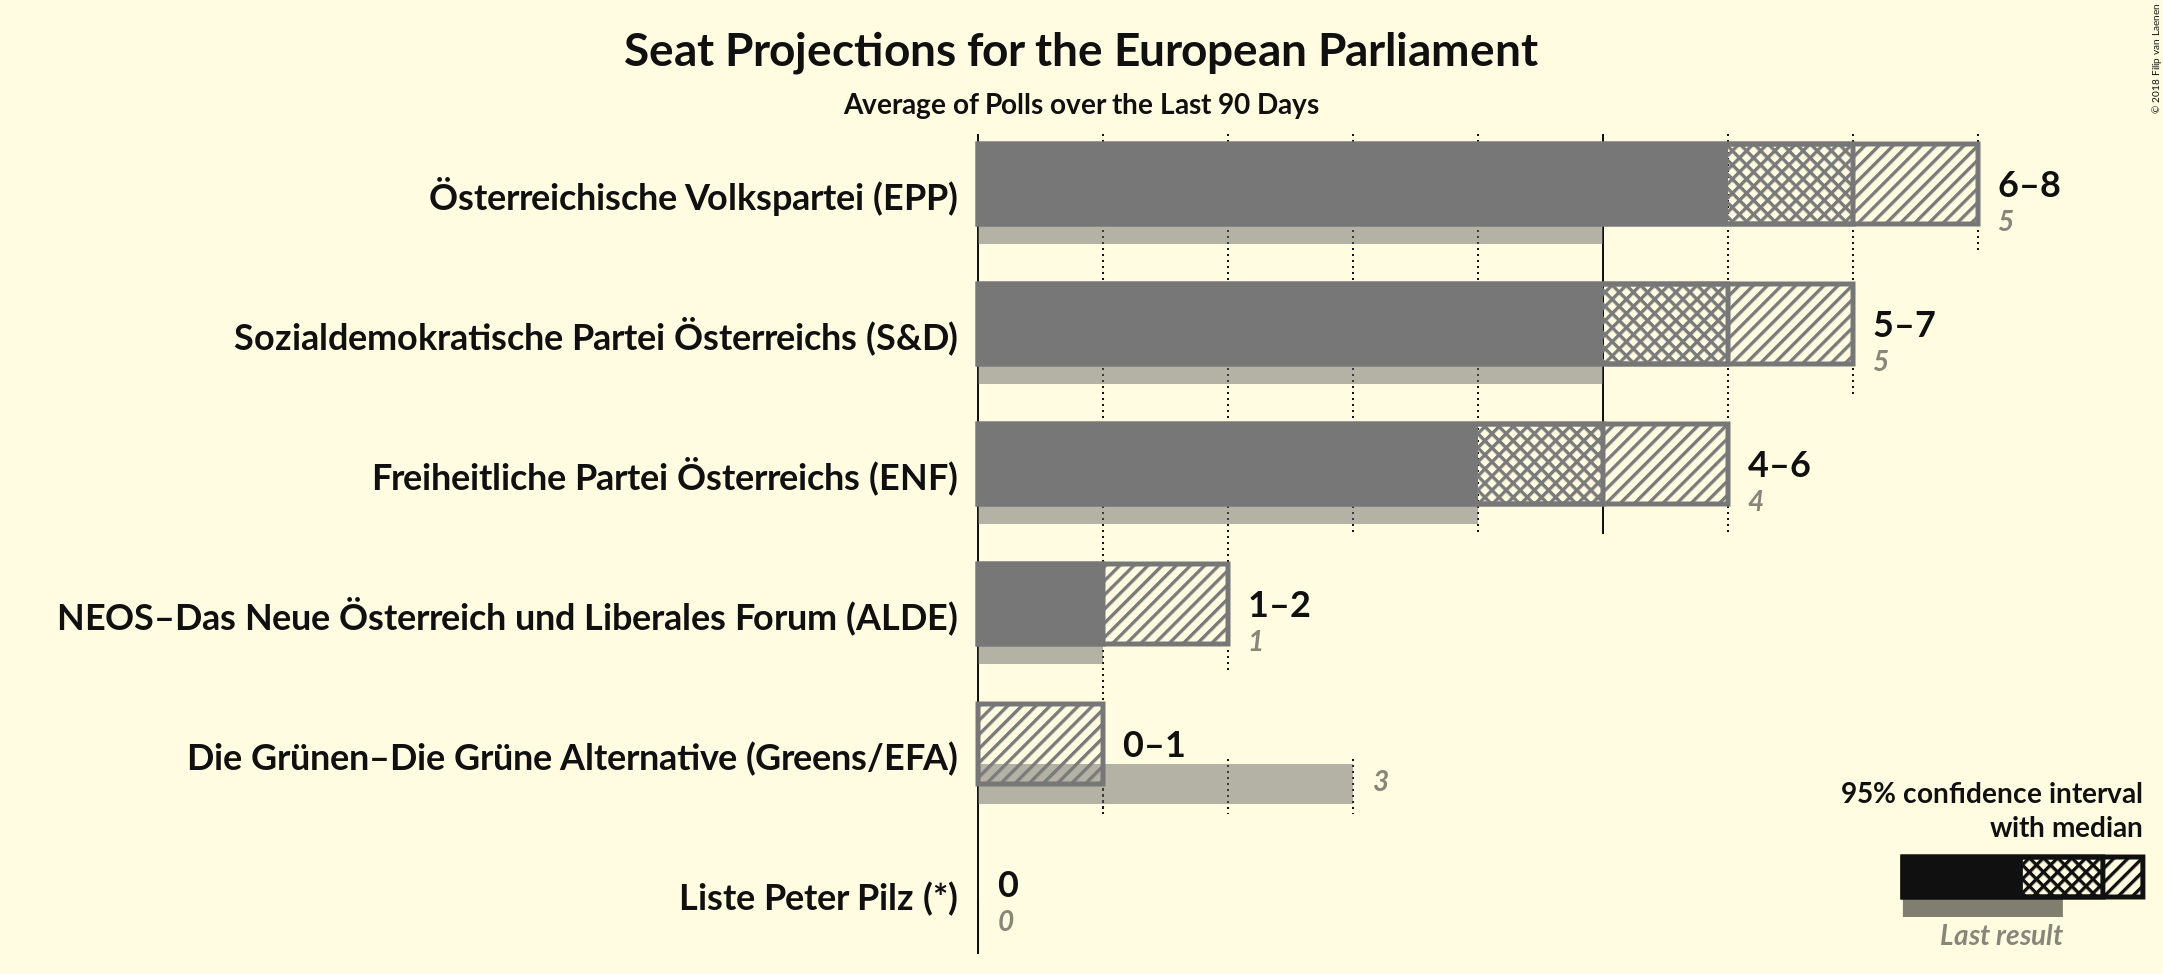 Seat Projections for the European Parliament
Average of Polls over the Last 90 Days
© 2018 Filip van Laenen
Österreichische Volkspartei (EPP)
6–8
5
Sozialdemokratische Partei Österreichs (S&D)
5–7
5
Freiheitliche Partei Österreichs (ENF)
4–6
4
NEOS–Das Neue Österreich und Liberales Forum (ALDE)
1–2
1
Die Grünen–Die Grüne Alternative (Greens/EFA)
0–1
3
Liste Peter Pilz (*)
0
0
95% confidence interval
with median
Last result